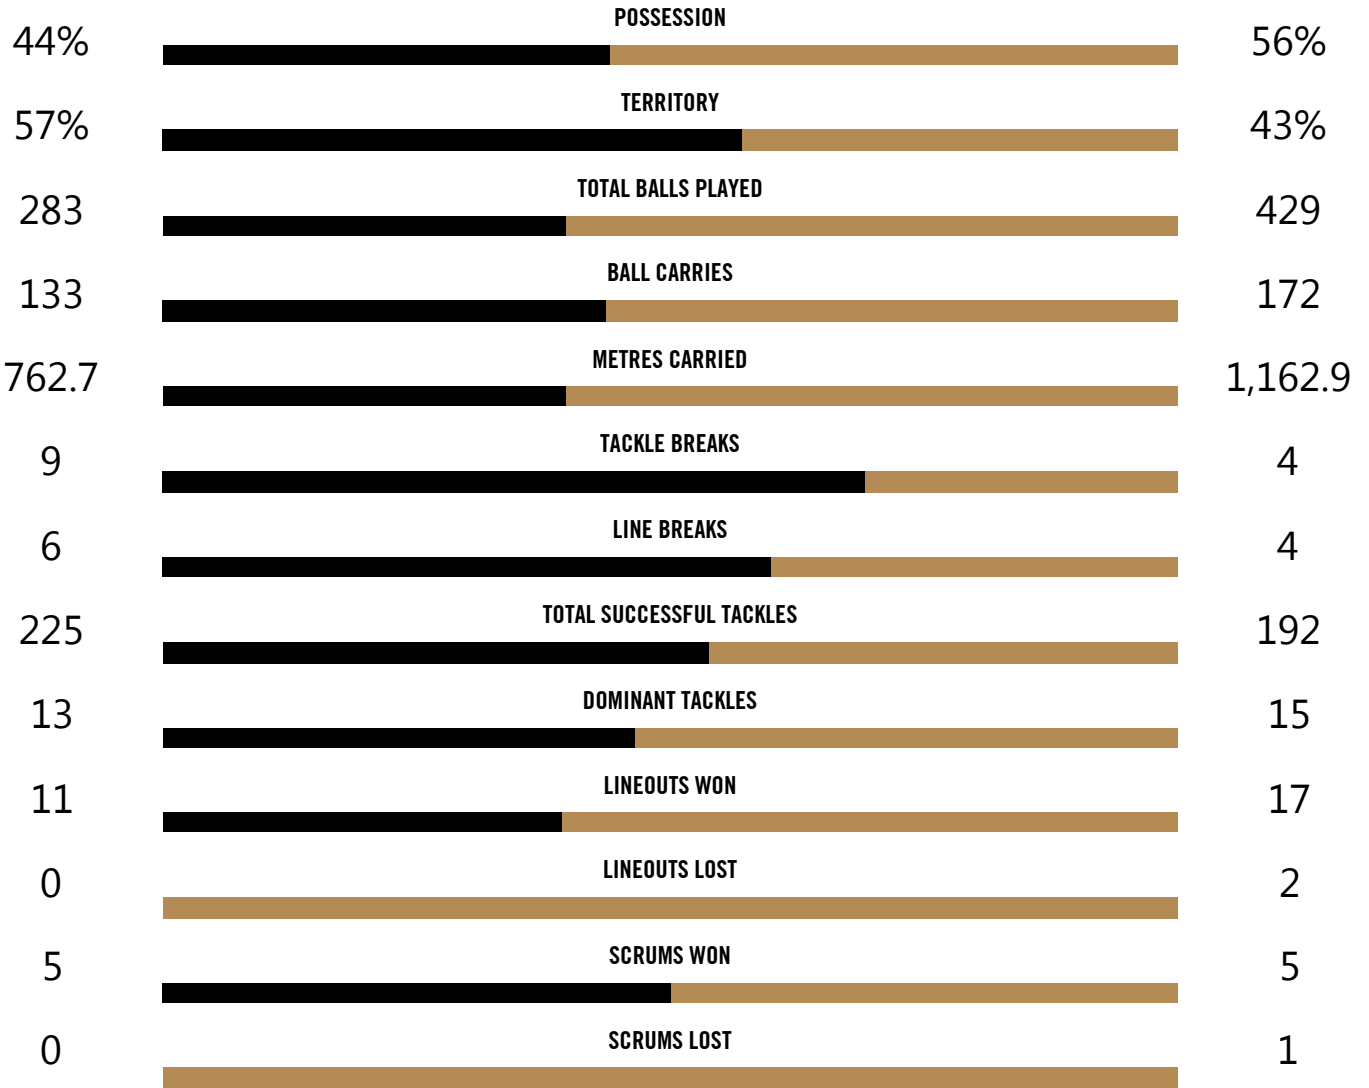 POSSESSION
44% 56%
TERRITORY
57% 43%
TOTAL BALLS PLAYED
283 429
BALL CARRIES
133 172
METRES CARRIED
762.7 1,162.9
TACKLE BREAKS
9 4
LINE BREAKS
6 4
TOTAL SUCCESSFUL TACKLES
225 192
DOMINANT TACKLES
13 15
LINEOUTS WON
11 17
LINEOUTS LOST
0 2
SCRUMS WON
5 5
SCRUMS LOST
0 1